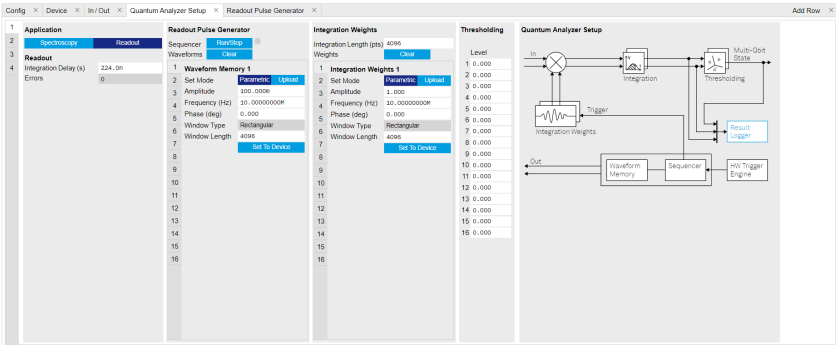 Config × Device × In / Out × Quantum Analyzer Setup × Readout Pulse Generator × Add Row ×
1 2 3 4
Application
Spectroscopy Readout
Readout
Integration Delay (s) 224.0n
Errors 0
Readout Pulse Generator
Sequencer Run/Stop
Waveforms Clear
1 2 3 4 5 6 7 8 9 10 11 12 13 14 15 16
Waveform Memory 1
Set Mode Parametric Upload
Amplitude 100.000m
Frequency (Hz) 10.00000000M
Phase (deg) 0.000
Window Type Rectangular
Window Length 4096
Set To Device
Integration Weights
Integration Length (pts) 4096
Weights Clear
1 2 3 4 5 6 7 8 9 10 11 12 13 14 15 16
Integration Weights 1
Set Mode Parametric Upload
Amplitude 1.000
Frequency (Hz) 10.00000000M
Phase (deg) 0.000
Window Type Rectangular
Window Length 4096
Set To Device
Thresholding
Level
1 0.000
2 0.000
3 0.000
4 0.000
5 0.000
6 0.000
7 0.000
8 0.000
9 0.000
10 0.000
11 0.000
12 0.000
13 0.000
14 0.000
15 0.000
16 0.000
Quantum Analyzer Setup
In
Integration
Thresholding
Multi-Qbit
State
Integration Weights
Trigger
Result
Logger
Out
Waveform
Memory
Sequencer
HW Trigger
Engine